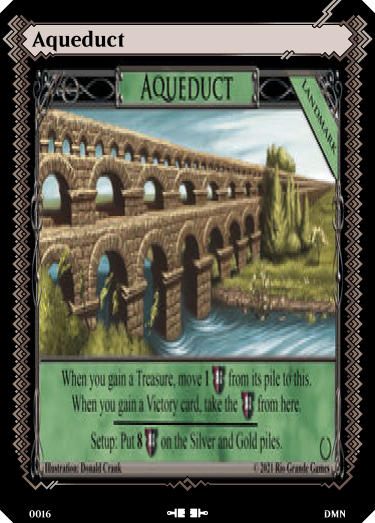 Aqueduct
AQUEDUCT
LANDMARK
When you gain a Treasure, move 1 from its pile to this.
When you gain a Victory card, take the from here.
Setup: Put 8 on the Silver and Gold piles.
Illustration: Donald Crank © 2021 Rio Grande Games
0016 DMN